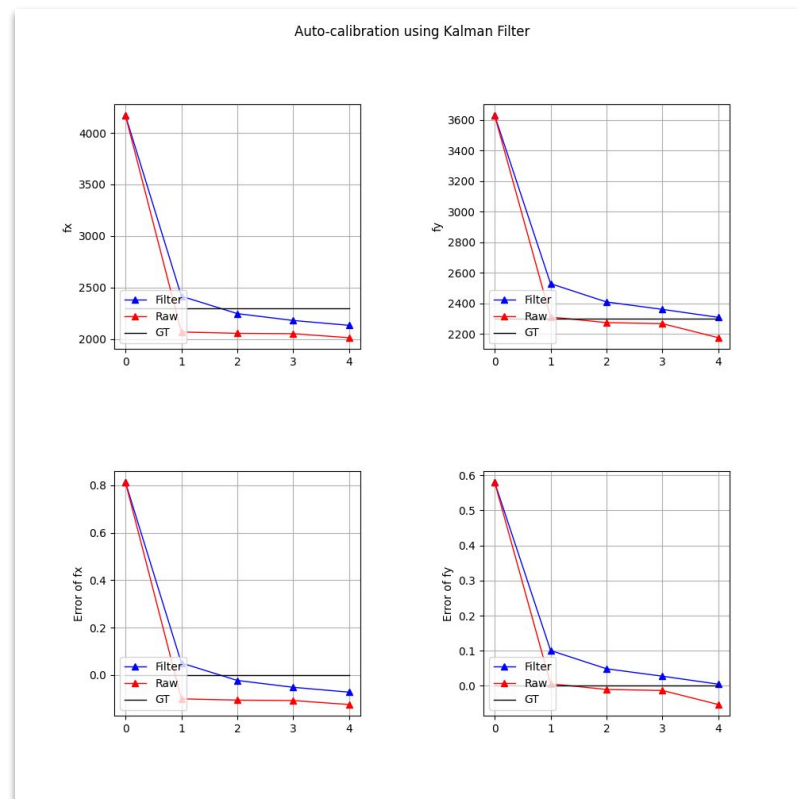 Auto-calibration using Kalman Filter
fx
4000
3500
3000
2500
2000
Filter
Raw
GT
0 1 2 3 4
fy
3600
3400
3200
3000
2800
2600
2400
2200
Filter
Raw
GT
0 1 2 3 4
Error of fx
0.8
0.6
0.4
0.2
0.0
Filter
Raw
GT
0 1 2 3 4
Error of fy
0.6
0.5
0.4
0.3
0.2
0.1
0.0
Filter
Raw
GT
0 1 2 3 4